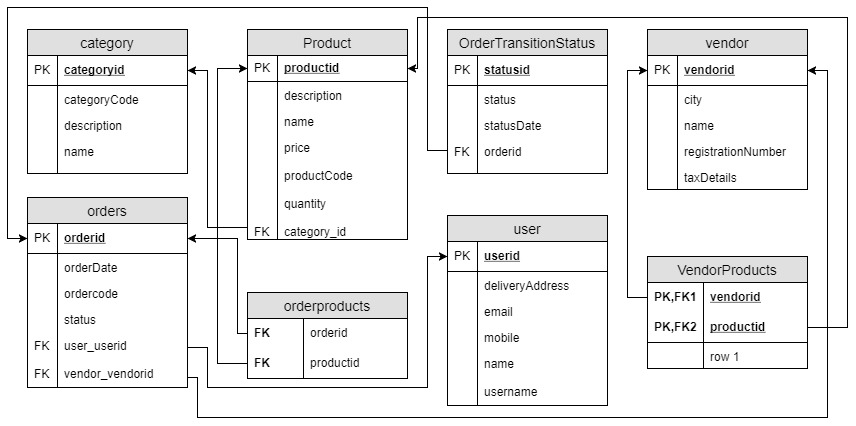 category
PK categoryid
categoryCode
description
name
Product
PK productid
description
name
price
productCode
quantity
FK category_id
OrderTransitionStatus
PK statusid
status
statusDate
FK orderid
vendor
PK vendorid
city
name
registrationNumber
taxDetails
orders
PK orderid
orderDate
ordercode
status
FK user_userid
FK vendor_vendorid
orderproducts
FK orderid
FK productid
user
PK userid
deliveryAddress
email
mobile
name
username
VendorProducts
PK,FK1 vendorid
PK,FK2 productid
row 1